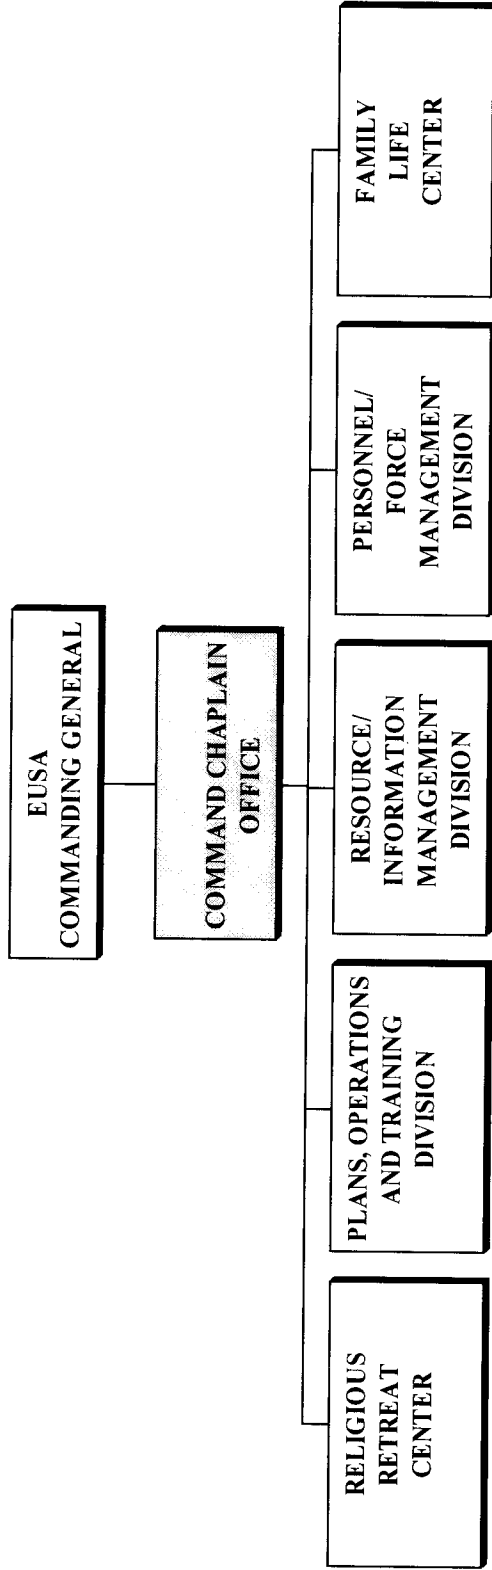 EUSA
COMMANDING GENERAL
COMMAND CHAPLAIN
OFFICE
RELIGIOUS
RETREAT
CENTER
PLANS, OPERATIONS
AND TRAINING
DIVISION
RESOURCE/
INFORMATION
MANAGEMENT
DIVISION
PERSONNEL/
FORCE
MANAGEMENT
DIVISION
FAMILY
LIFE
CENTER